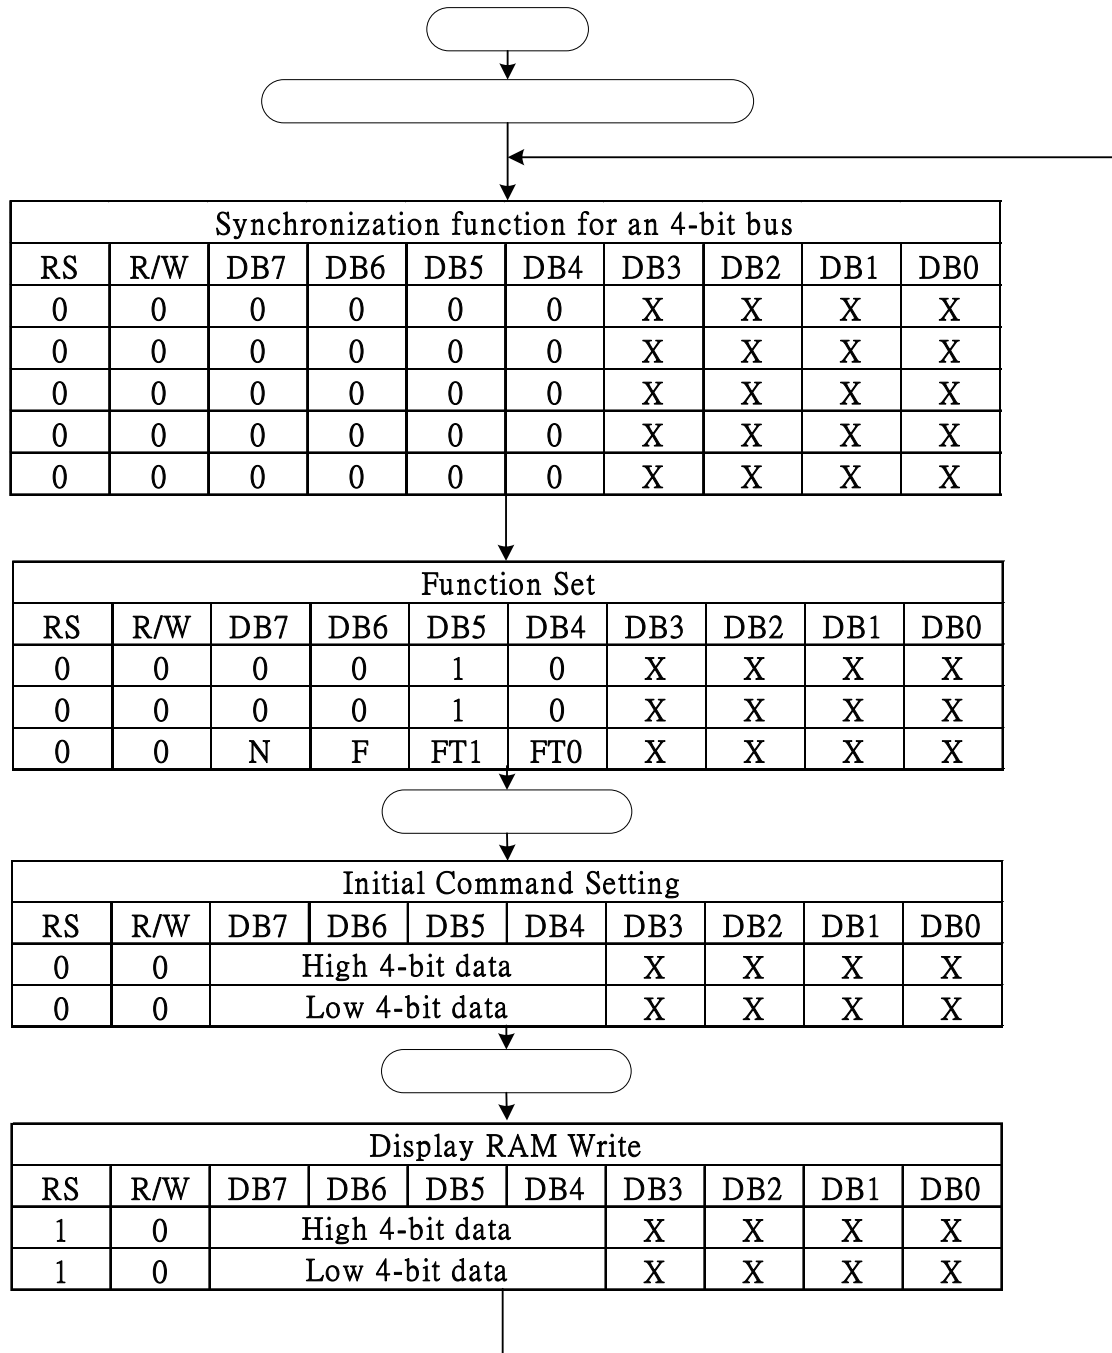 Synchronization function for an 4-bit bus
RS R/W DB7 DB6 DB5 DB4 DB3 DB2 DB1 DB0
0 0 0 0 0 0 X X X X
0 0 0 0 0 0 X X X X
0 0 0 0 0 0 X X X X
0 0 0 0 0 0 X X X X
0 0 0 0 0 0 X X X X
Function Set
RS R/W DB7 DB6 DB5 DB4 DB3 DB2 DB1 DB0
0 0 0 0 1 0 X X X X
0 0 0 0 1 0 X X X X
0 0 N F FT1 FT0 X X X X
Initial Command Setting
RS R/W DB7 DB6 DB5 DB4 DB3 DB2 DB1 DB0
0 0 High 4-bit data X X X X
0 0 Low 4-bit data X X X X
Display RAM Write
RS R/W DB7 DB6 DB5 DB4 DB3 DB2 DB1 DB0
1 0 High 4-bit data X X X X
1 0 Low 4-bit data X X X X